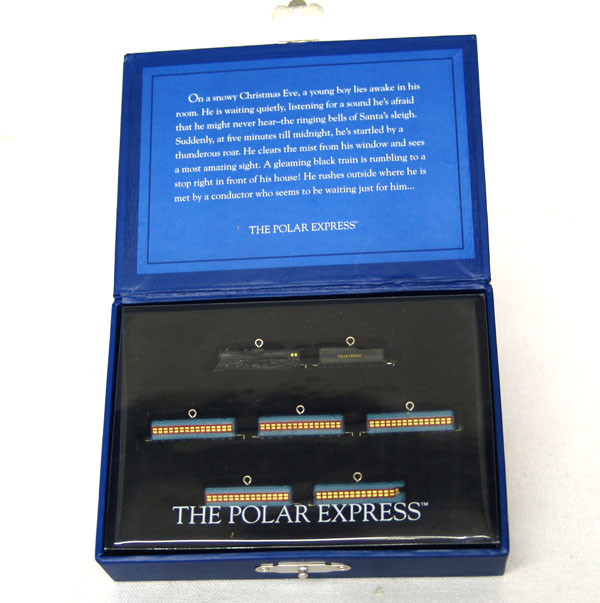 On a snowy Christmas Eve, a young boy lies awake in his
room. He is waiting quietly, listening for a sound he's afraid
that he might never hear–the ringing bells of Santa's sleigh.
Suddenly, at five minutes till midnight, he's startled by a
thunderous roar. He clears the mist from his window and sees
a most amazing sight. A gleaming black train is rumbling to a
stop right in front of his house! He rushes outside where he is
met by a conductor who seems to be waiting just for him...
THE POLAR EXPRESS™
POLAR EXPRESS
THE POLAR EXPRESS™